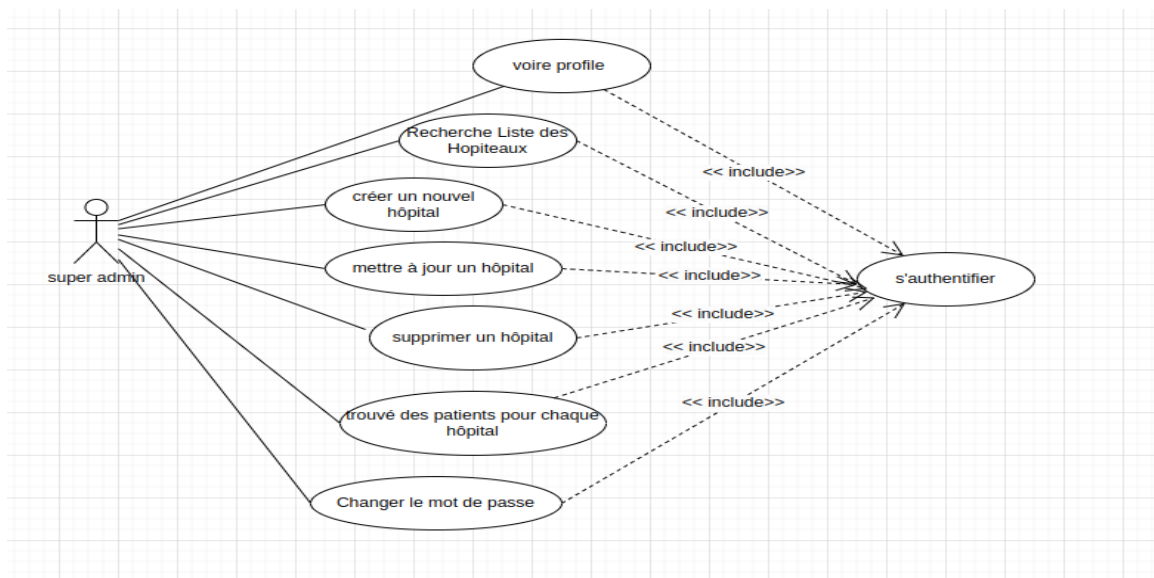 voire profile
Recherche Liste des
Hopiteaux
<< include>>
créer un nouvel
hôpital
<< include>>
<< include>>
super admin
mettre à jour un hôpital
<< include>>
s'authentifier
supprimer un hôpital
<< include>>
<< include>>
trouvé des patients pour chaque
hôpital
<< include>>
Changer le mot de passe